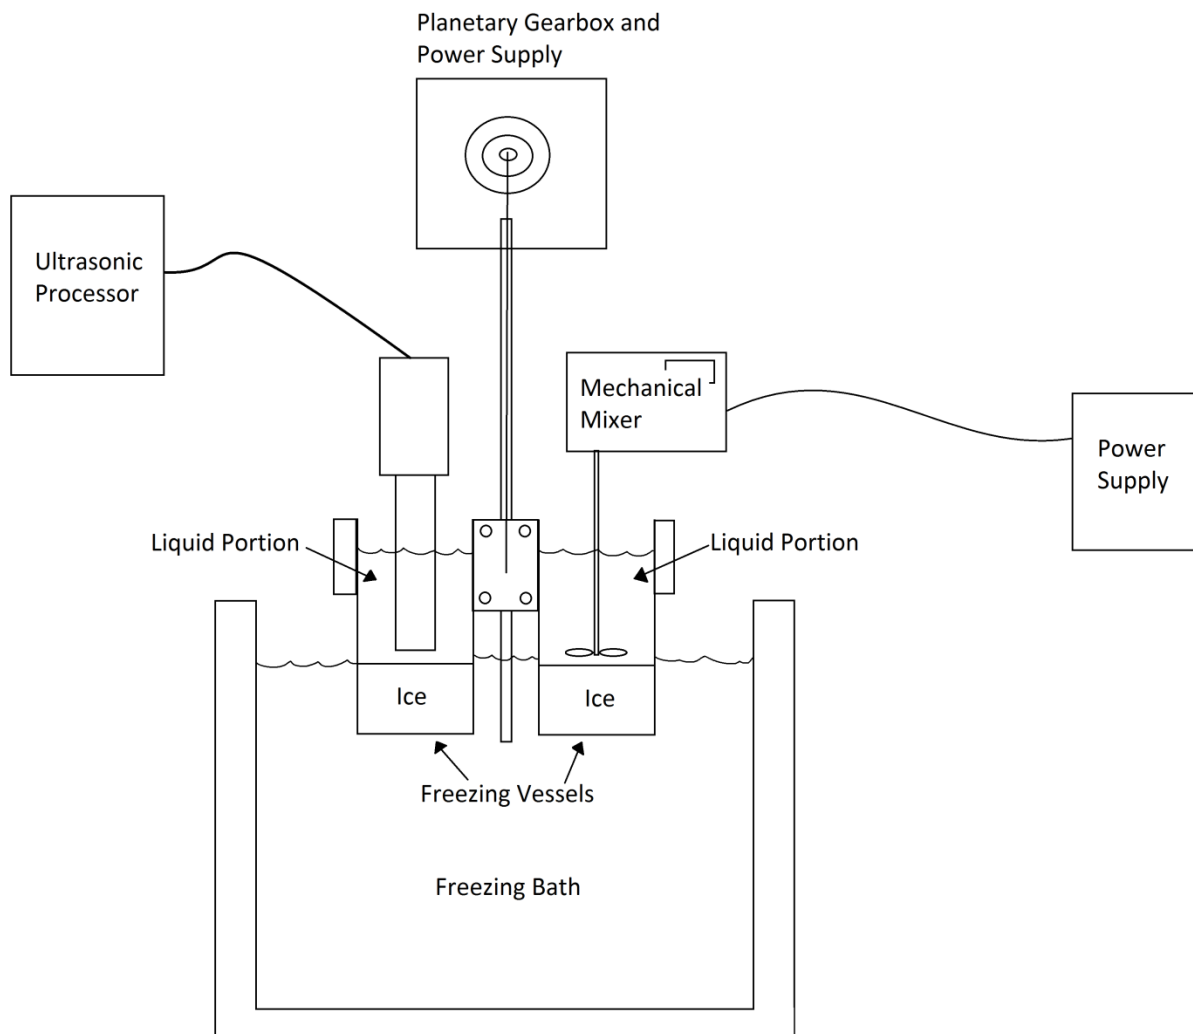 Planetary Gearbox and
Power Supply
Ultrasonic
Processor
Mechanical
Mixer
Power
Supply
Liquid Portion
Liquid Portion
Ice
Ice
Freezing Vessels
Freezing Bath